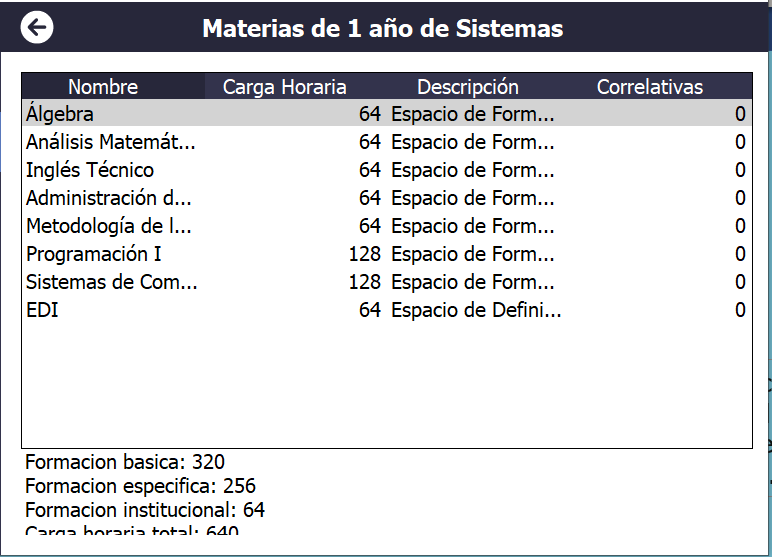 Materias de 1 año de Sistemas
Nombre Carga Horaria Descripción Correlativas
Álgebra 64 Espacio de Form... 0
Análisis Matemát... 64 Espacio de Form... 0
Inglés Técnico 64 Espacio de Form... 0
Administración d... 64 Espacio de Form... 0
Metodología de l... 64 Espacio de Form... 0
Programación I 128 Espacio de Form... 0
Sistemas de Com... 128 Espacio de Form... 0
EDI 64 Espacio de Defini... 0
Formacion basica: 320
Formacion especifica: 256
Formacion institucional: 64
Carga horaria total: 640